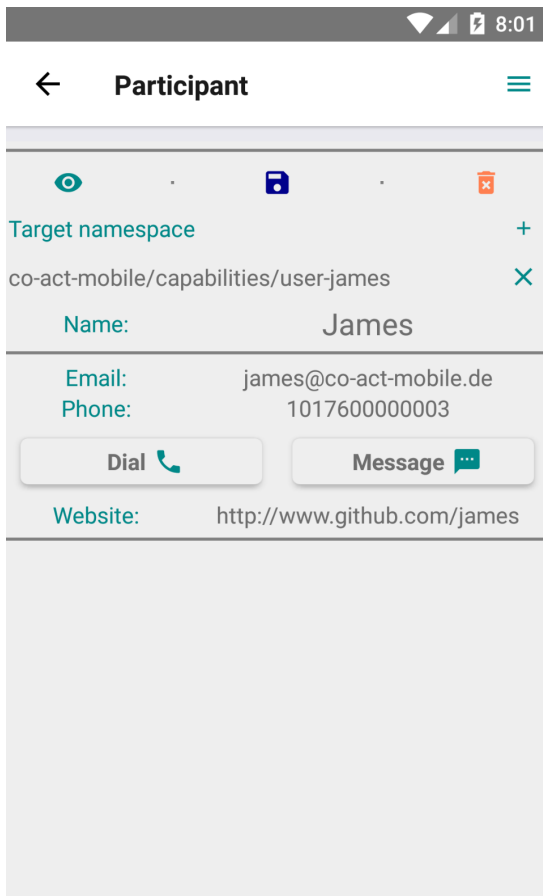 8:01
Participant
Target namespace
co-act-mobile/capabilities/user-james
Name: James
Email: james@co-act-mobile.de
Phone: 1017600000003
Dial Message
Website: http://www.github.com/james